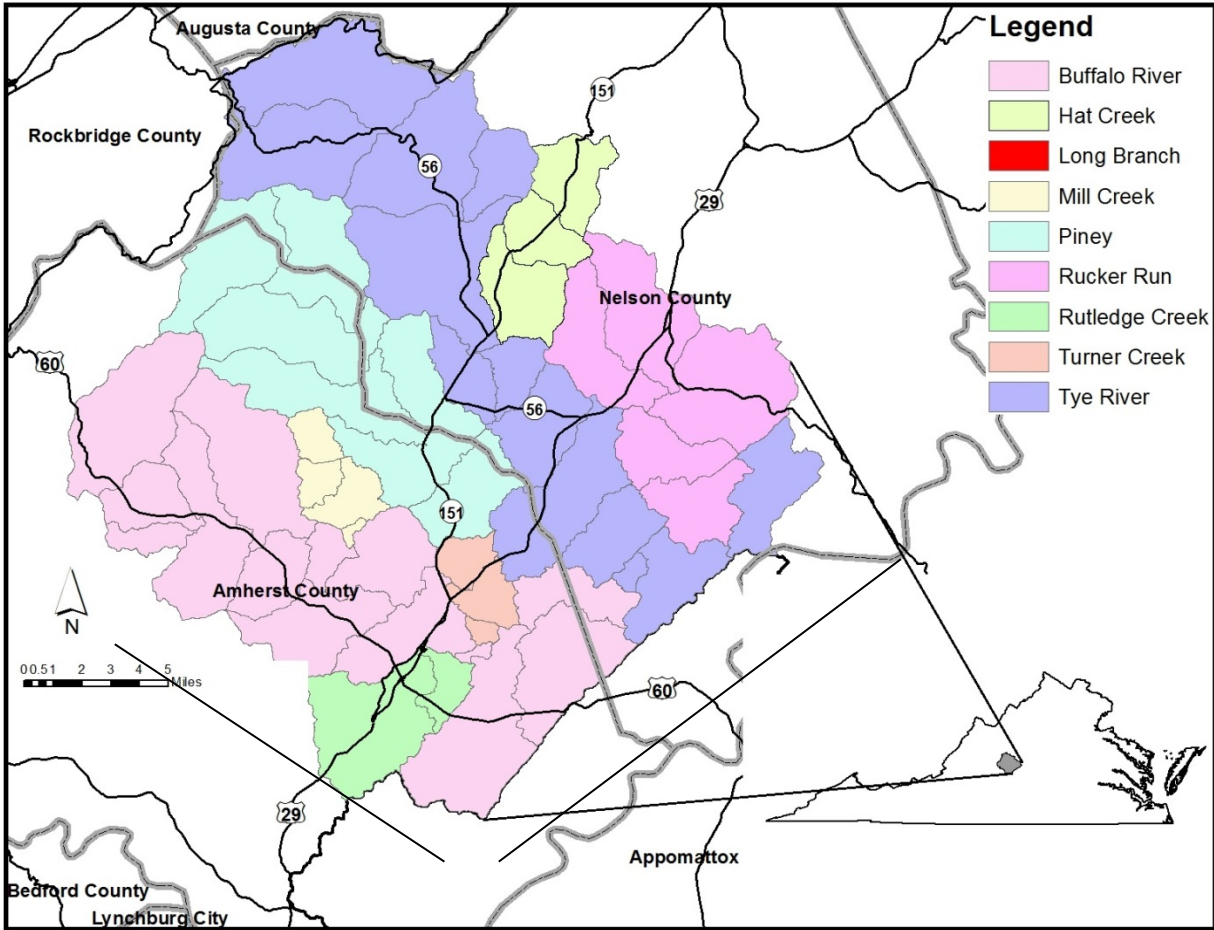 Augusta County
Legend
Buffalo River
Hat Creek
Long Branch
Mill Creek
Piney
Rucker Run
Rutledge Creek
Turner Creek
Tye River
151
Rockbridge County
56
29
Nelson County
60
56
151
Amherst County
N
0 0.5 1 2 3 4 5
Miles
60
29
Appomattox
Bedford County
Lynchburg City